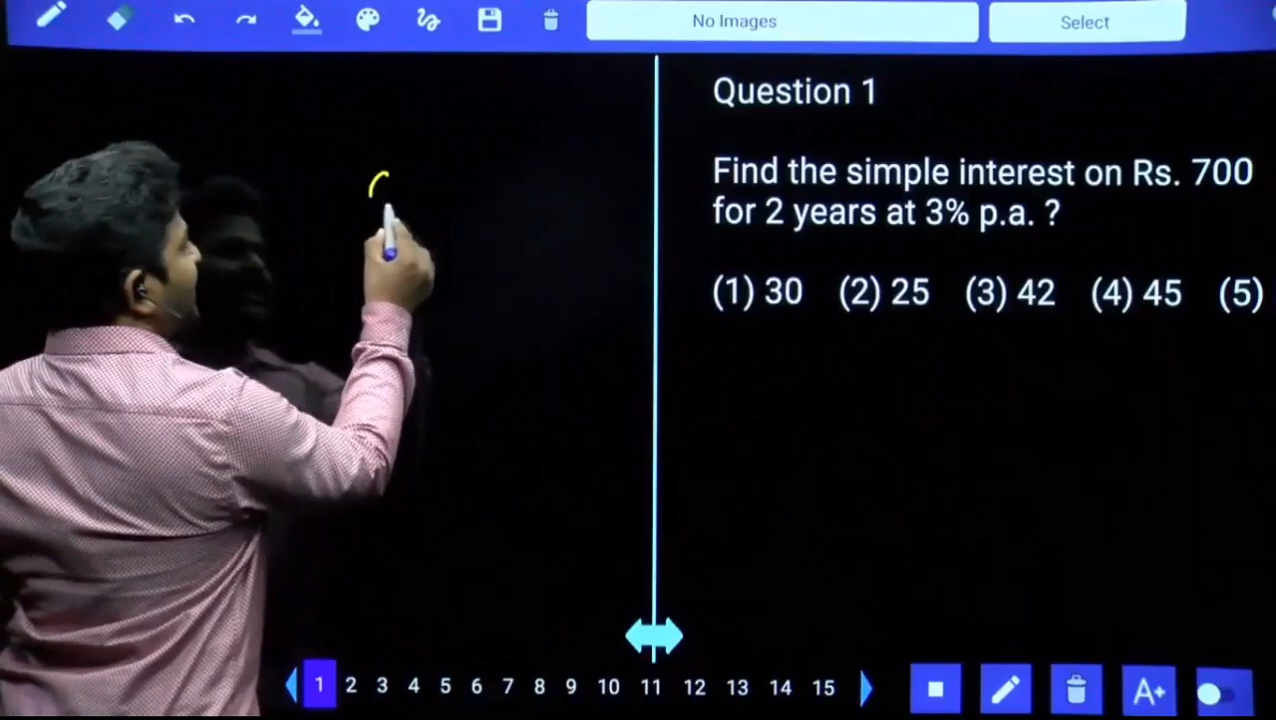 No Images
Select
Question 1
Find the simple interest on Rs. 700
for 2 years at 3% p.a. ?
(1) 30 (2) 25 (3) 42 (4) 45 (5)
1 2 3 4 5 6 7 8 9 10 11 12 13 14 15
A+